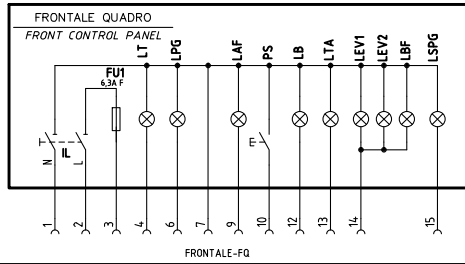 FRONTALE QUADRO
FRONT CONTROL PANEL
LT LPG LAF PS LB LTA LEV1 LEV2 LBF LSPG
FU1
6,3A F
IL
N L
1 2 3 4 6 7 9 10 12 13 14 15
FRONTALE-FQ